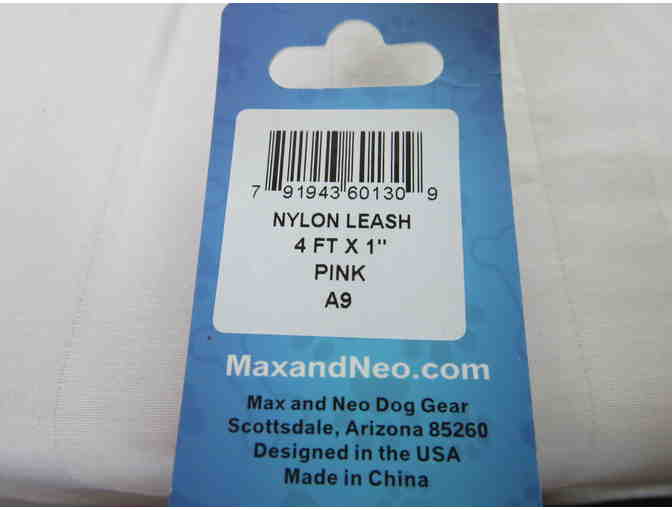 7 91943 60130 9
NYLON LEASH
4 FT X 1"
PINK
A9
MaxandNeo.com
Max and Neo Dog Gear
Scottsdale, Arizona 85260
Designed in the USA
Made in China